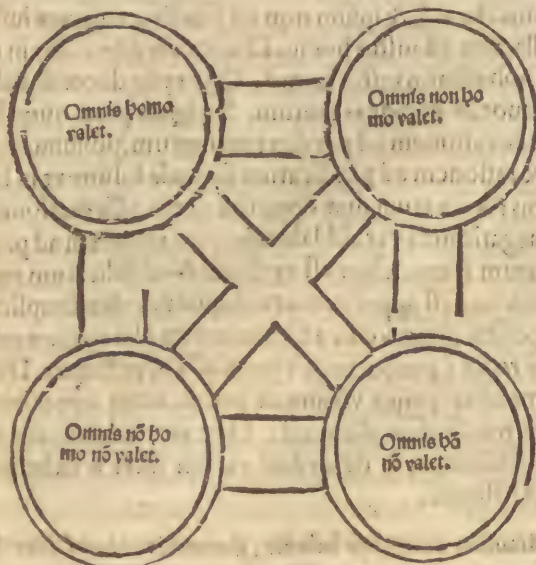 Omnis homo
valet.
Omnis non ho
mo valet.
Omnis nō ho
mo nō valet.
Omnis hō
nō valet.